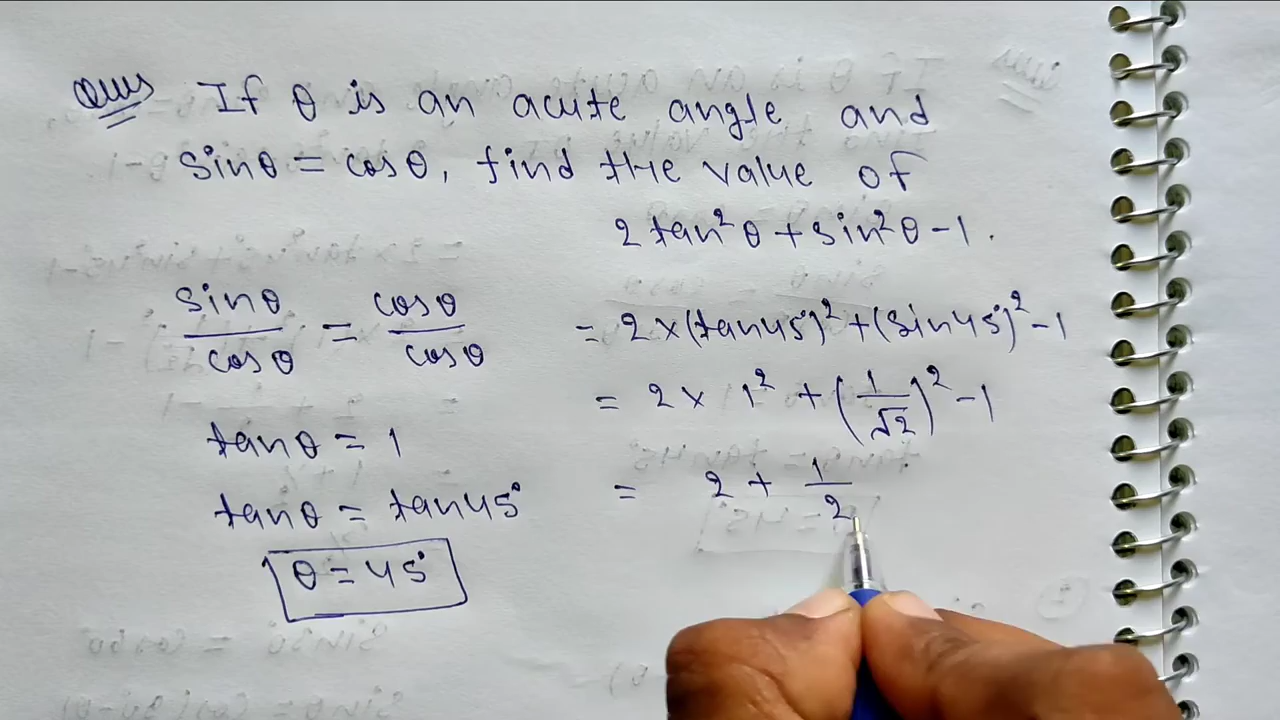 Ques If θ is an acute angle and
sinθ = cosθ, find the value of
2 tan²θ + sin²θ - 1.
sinθ/cosθ = cosθ/cosθ
tanθ = 1
tanθ = tan45°
θ = 45°
= 2 × (tan45°)² + (sin45°)² - 1
= 2 × 1² + (1/√2)² - 1
= 2 + 1/2